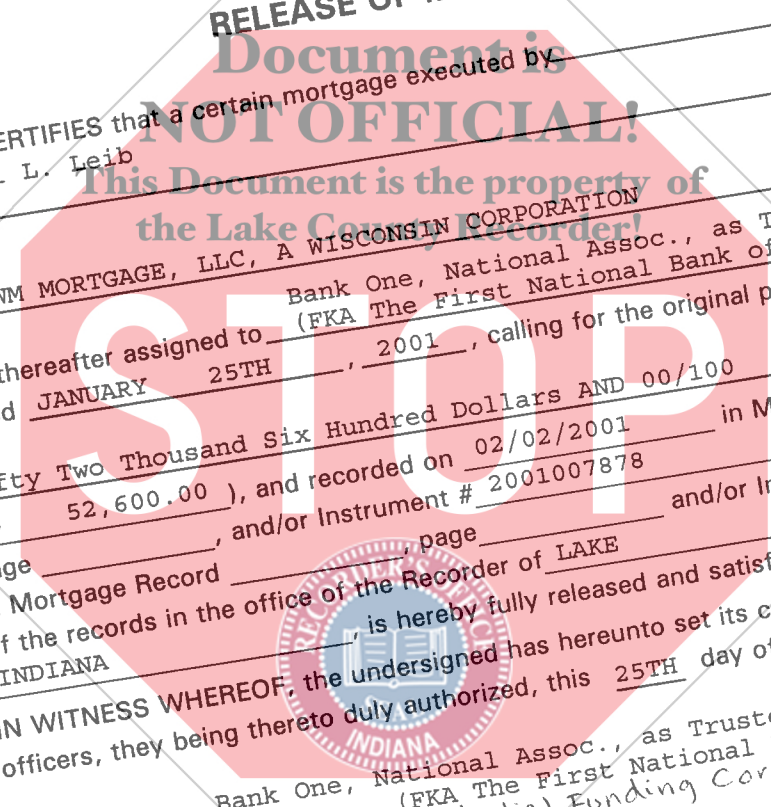 RELEASE OF
Document is
ERTIFIES that a certain mortgage executed by
NOT OFFICIAL!
L. Leib
This Document is the property of
the Lake County Recorder!
WM MORTGAGE, LLC, A WISCONSIN CORPORATION
Bank One, National Assoc., as T
thereafter assigned to (FKA The First National Bank of
d JANUARY 25TH, 2001, calling for the original p
STOP
fty Two Thousand Six Hundred Dollars AND 00/100
52,600.00 ), and recorded on 02/02/2001 in M
ge , and/or Instrument # 2001007878
Mortgage Record , page and/or In
f the records in the office of the Recorder of LAKE
INDIANA , is hereby fully released and satisf
RECORDER'S OFFICE
SEAL
INDIANA
IN WITNESS WHEREOF, the undersigned has hereunto set its c
officers, they being thereto duly authorized, this 25TH day of
Bank One, National Assoc., as Truste
(FKA The First National
Funding Cor